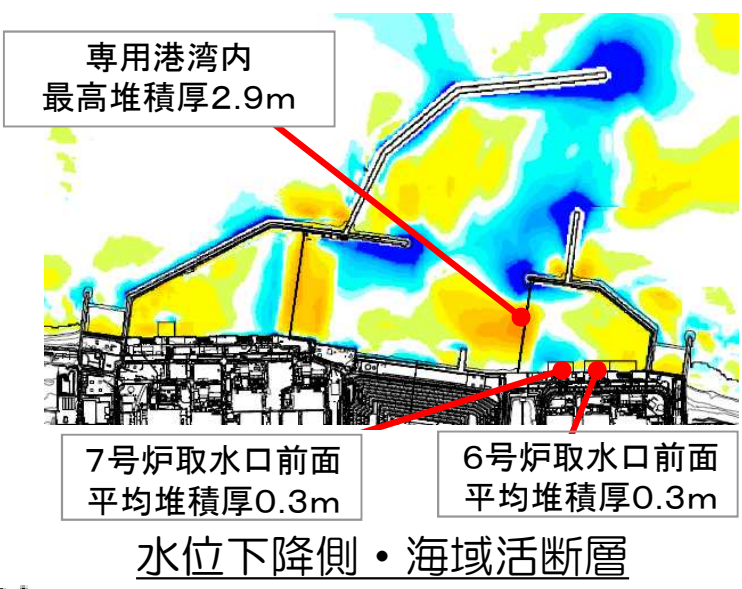 専用港湾内
最高堆積厚2.9m
7号炉取水口前面
平均堆積厚0.3m
6号炉取水口前面
平均堆積厚0.3m
水位下降側・海域活断層